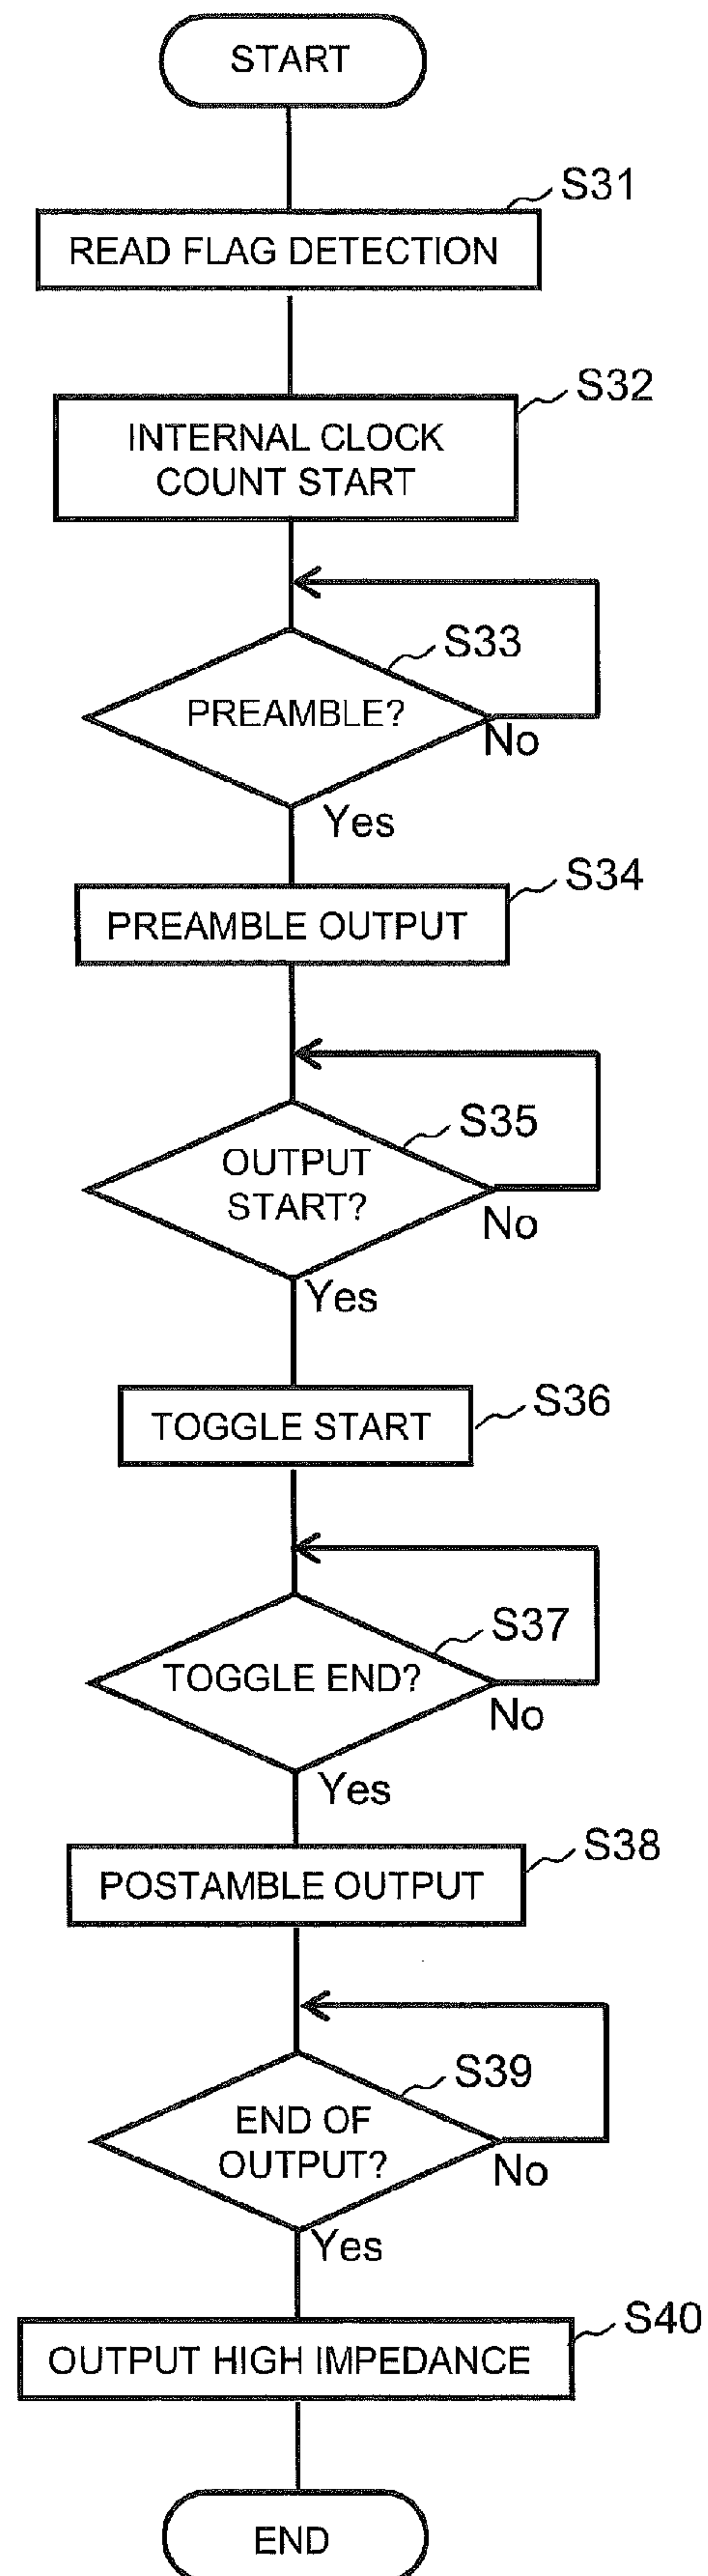 START
S31
READ FLAG DETECTION
S32
INTERNAL CLOCK
COUNT START
S33
PREAMBLE?
No
Yes
S34
PREAMBLE OUTPUT
S35
OUTPUT
START?
No
Yes
S36
TOGGLE START
S37
TOGGLE END?
No
Yes
S38
POSTAMBLE OUTPUT
S39
END OF
OUTPUT?
No
Yes
S40
OUTPUT HIGH IMPEDANCE
END